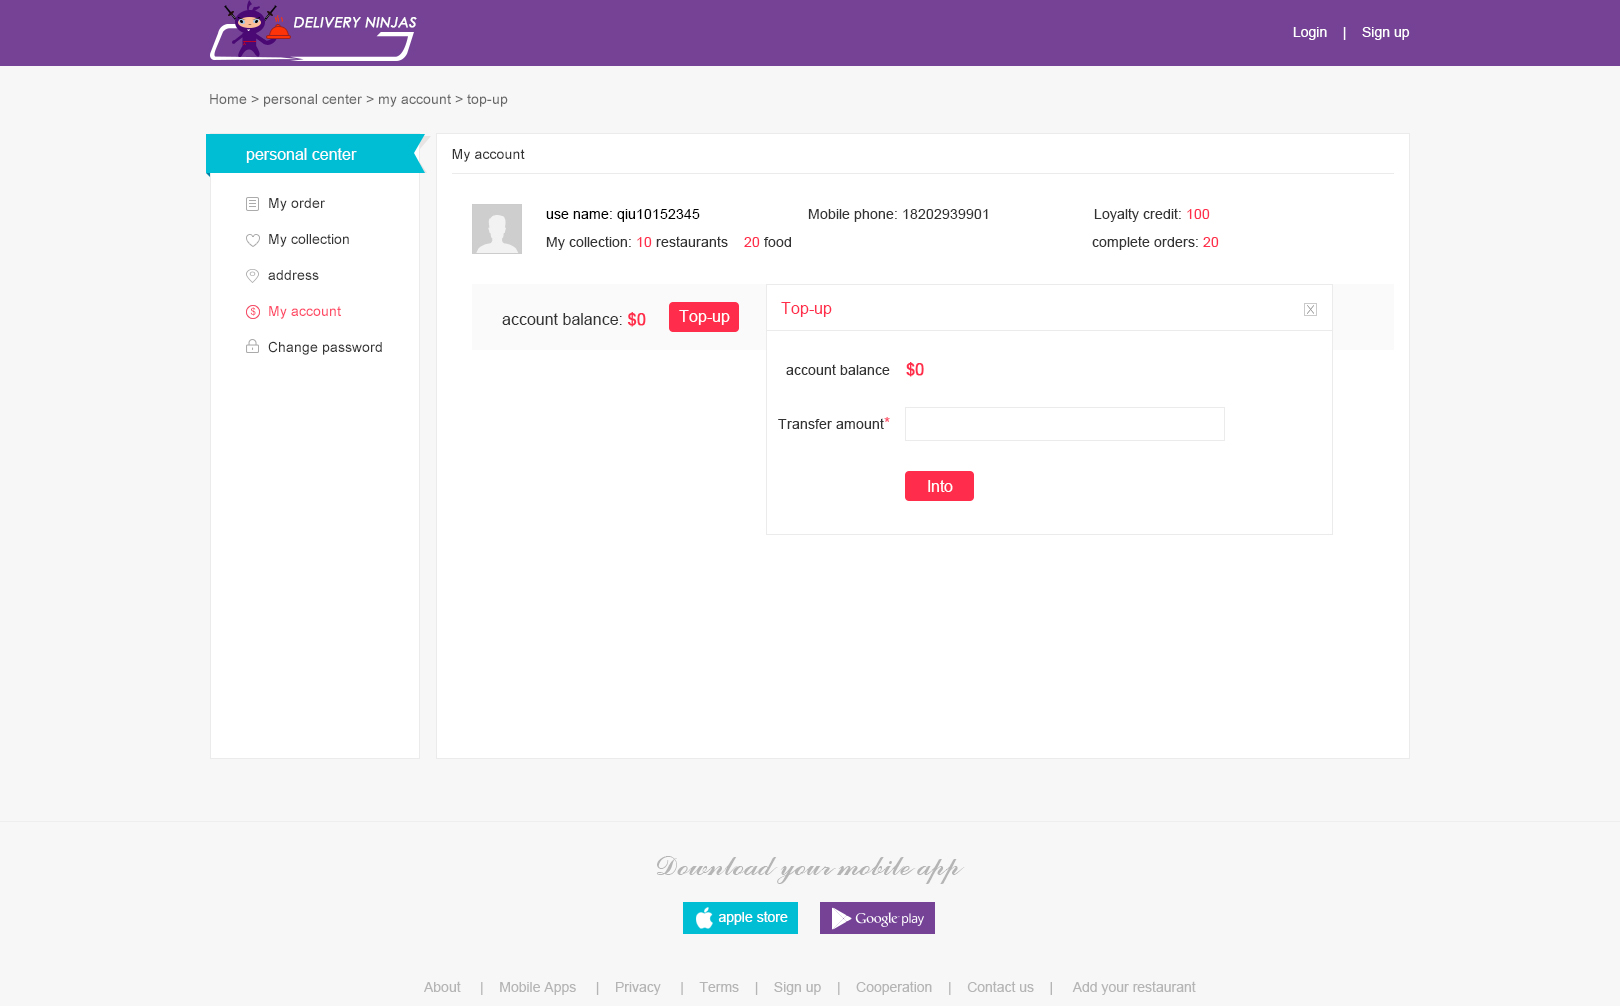 DELIVERY NINJAS
Login | Sign up
Home > personal center > my account > top-up
personal center
My order
My collection
address
My account
Change password
My account
use name: qiu10152345 Mobile phone: 18202939901 Loyalty credit: 100
My collection: 10 restaurants 20 food complete orders: 20
account balance: $0 Top-up
Top-up
account balance $0
Transfer amount*
Into
Download your mobile app
apple store Google play
About | Mobile Apps | Privacy | Terms | Sign up | Cooperation | Contact us | Add your restaurant